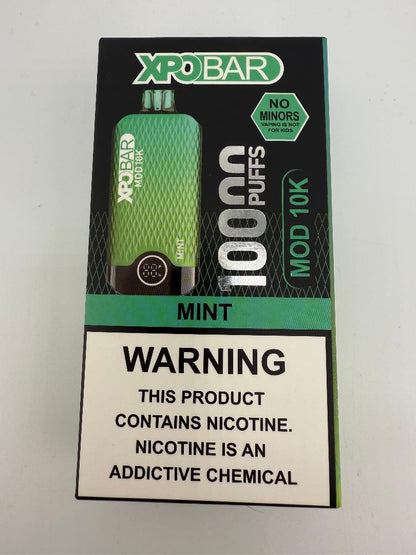 XPOBAR
NO
MINORS
VAPING IS NOT
FOR KIDS
XPOBAR
MOD 10K
MINT
10000
PUFFS
MOD 10K
MINT
WARNING
THIS PRODUCT
CONTAINS NICOTINE.
NICOTINE IS AN
ADDICTIVE CHEMICAL